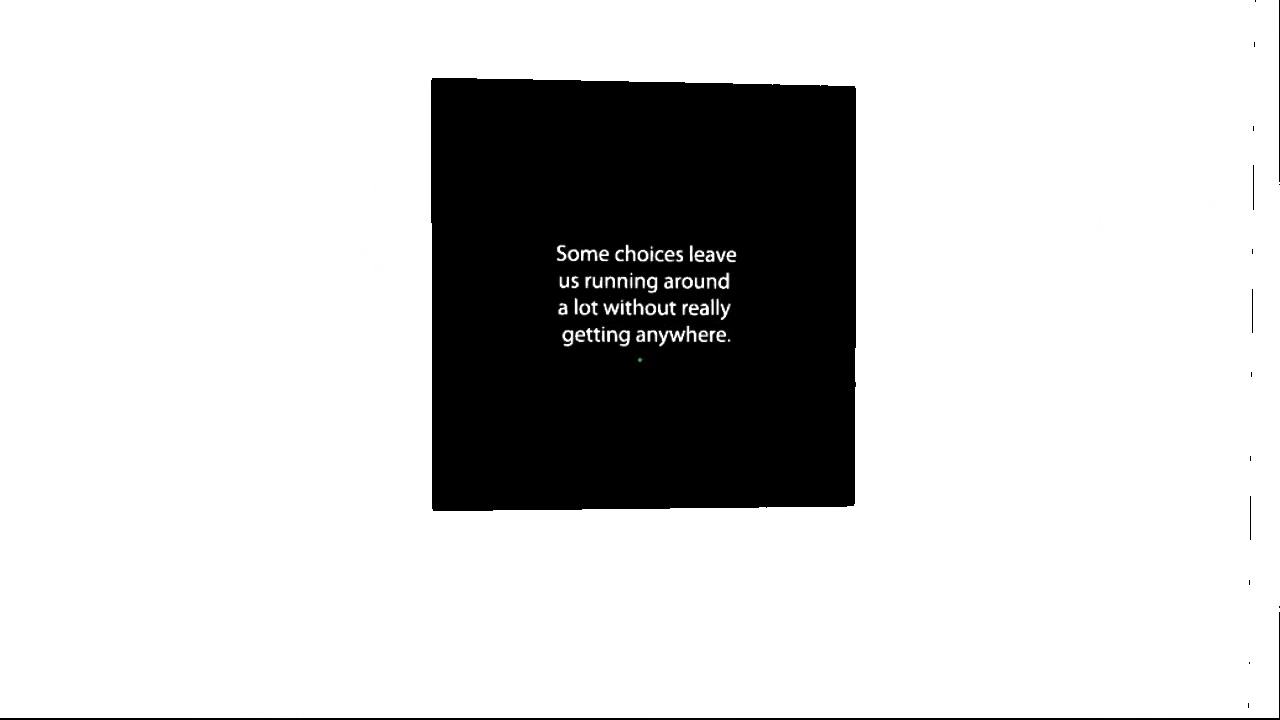 Some choices leave
us running around
a lot without really
getting anywhere.